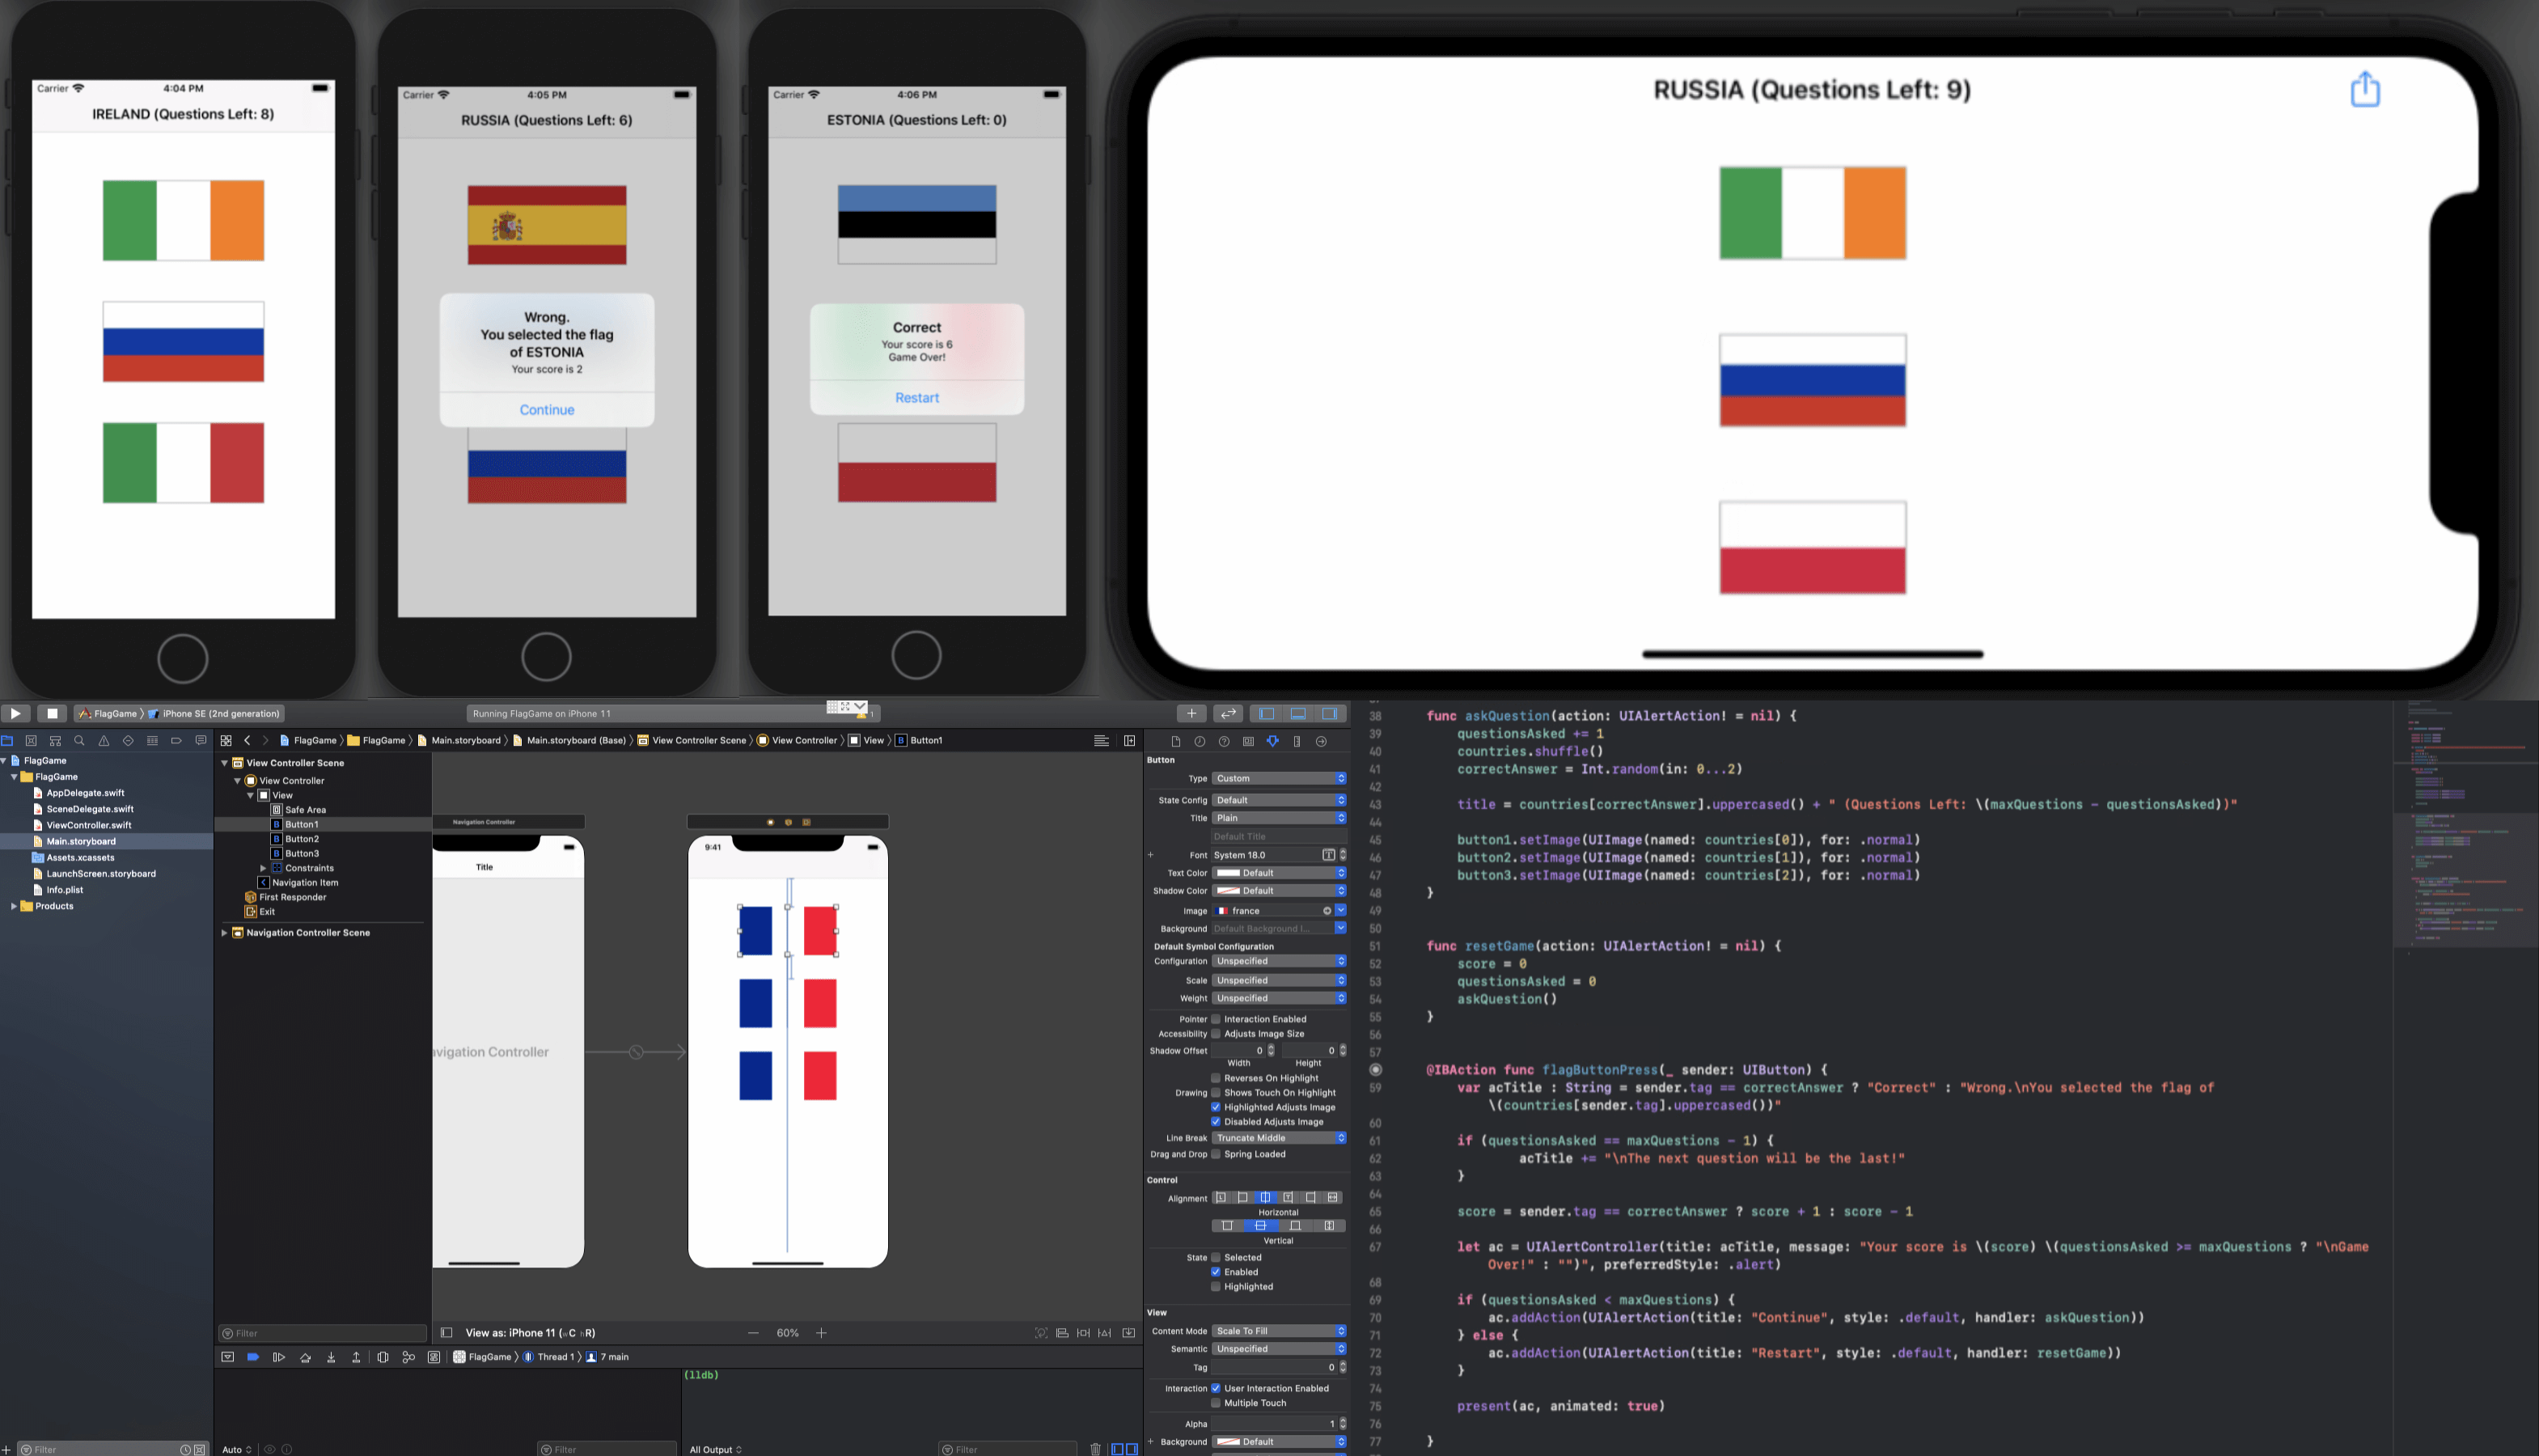 Carrier 4:04 PM
IRELAND (Questions Left: 8)
Carrier 4:05 PM
RUSSIA (Questions Left: 6)
Wrong.
You selected the flag
of ESTONIA
Your score is 2
Continue
Carrier 4:06 PM
ESTONIA (Questions Left: 0)
Correct
Your score is 6
Game Over!
Restart
RUSSIA (Questions Left: 9)
FlagGame iPhone SE (2nd generation)
Running FlagGame on iPhone 11
1
FlagGame FlagGame Main.storyboard Main.storyboard (Base) View Controller Scene View Controller View B Button1
FlagGame
FlagGame
AppDelegate.swift
SceneDelegate.swift
ViewController.swift
Main.storyboard
Assets.xcassets
LaunchScreen.storyboard
Info.plist
Products
Filter
View Controller Scene
View Controller
View
Safe Area
B Button1
B Button2
B Button3
Constraints
Navigation Item
First Responder
Exit
Navigation Controller Scene
Filter
Navigation Controller
Title
avigation Controller
9:41
View as: iPhone 11 (wC hR)
60%
FlagGame Thread 1 7 main
(lldb)
Auto
Filter
All Output
Filter
Button
Type Custom
State Config Default
Title Plain
Default Title
Font System 18.0
Text Color Default
Shadow Color Default
Image france
Background Default Background I...
Default Symbol Configuration
Configuration Unspecified
Scale Unspecified
Weight Unspecified
Pointer Interaction Enabled
Accessibility Adjusts Image Size
Shadow Offset 0 0
Width Height
Reverses On Highlight
Drawing Shows Touch On Highlight
Highlighted Adjusts Image
Disabled Adjusts Image
Line Break Truncate Middle
Drag and Drop Spring Loaded
Control
Alignment
Horizontal
Vertical
State Selected
Enabled
Highlighted
View
Content Mode Scale To Fill
Semantic Unspecified
Tag 0
Interaction User Interaction Enabled
Multiple Touch
Alpha 1
Background Default
38 func askQuestion(action: UIAlertAction! = nil) {
39 questionsAsked += 1
40 countries.shuffle()
41 correctAnswer = Int.random(in: 0...2)
42
43 title = countries[correctAnswer].uppercased() + " (Questions Left: \(maxQuestions - questionsAsked))"
44
45 button1.setImage(UIImage(named: countries[0]), for: .normal)
46 button2.setImage(UIImage(named: countries[1]), for: .normal)
47 button3.setImage(UIImage(named: countries[2]), for: .normal)
48 }
49
50
51 func resetGame(action: UIAlertAction! = nil) {
52 score = 0
53 questionsAsked = 0
54 askQuestion()
55 }
56
57
@IBAction func flagButtonPress(_ sender: UIButton) {
59 var acTitle : String = sender.tag == correctAnswer ? "Correct" : "Wrong.\nYou selected the flag of
\(countries[sender.tag].uppercased())"
60
61 if (questionsAsked == maxQuestions - 1) {
62 acTitle += "\nThe next question will be the last!"
63 }
64
65 score = sender.tag == correctAnswer ? score + 1 : score - 1
66
67 let ac = UIAlertController(title: acTitle, message: "Your score is \(score) \(questionsAsked >= maxQuestions ? "\nGame
Over!" : "")", preferredStyle: .alert)
68
69 if (questionsAsked < maxQuestions) {
70 ac.addAction(UIAlertAction(title: "Continue", style: .default, handler: askQuestion))
71 } else {
72 ac.addAction(UIAlertAction(title: "Restart", style: .default, handler: resetGame))
73 }
74
75 present(ac, animated: true)
76
77 }